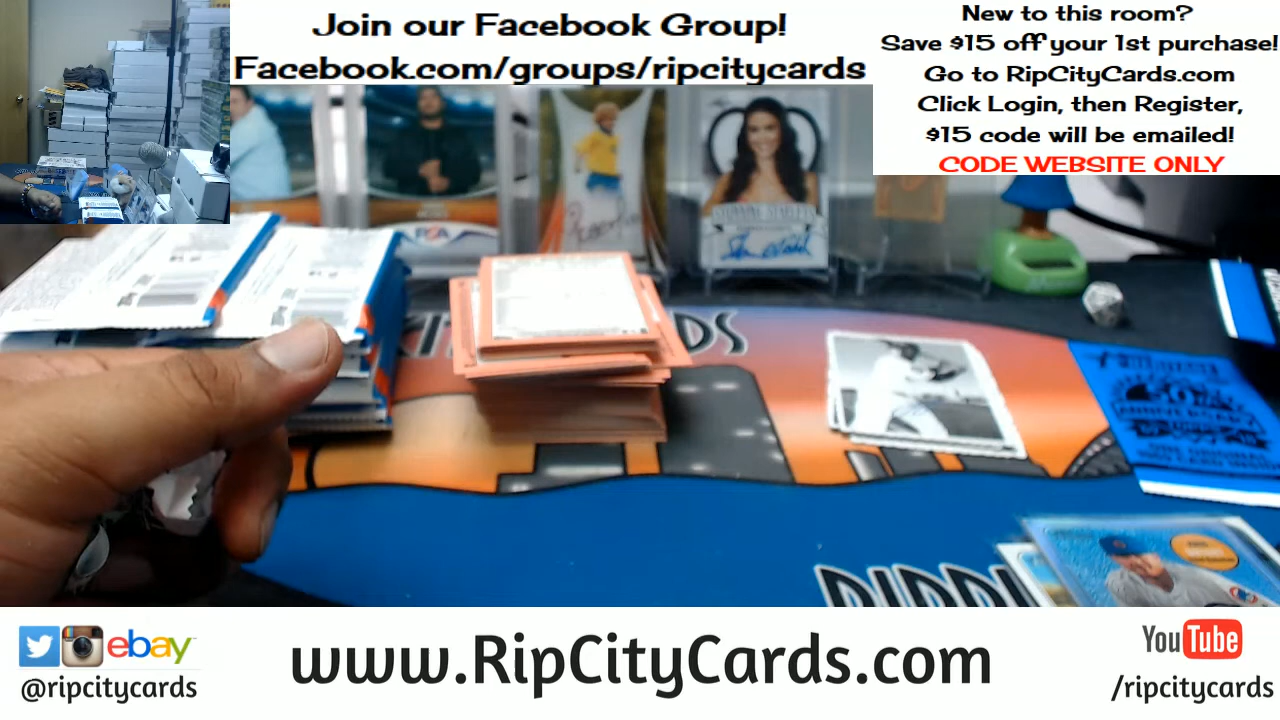 Join our Facebook Group!
Facebook.com/groups/ripcitycards
New to this room?
Save $15 off your 1st purchase!
Go to RipCityCards.com
Click Login, then Register,
$15 code will be emailed!
CODE WEBSITE ONLY
PSA
ANNIVERSARY
ebay
@ripcitycards
www.RipCityCards.com
YouTube
/ripcitycards